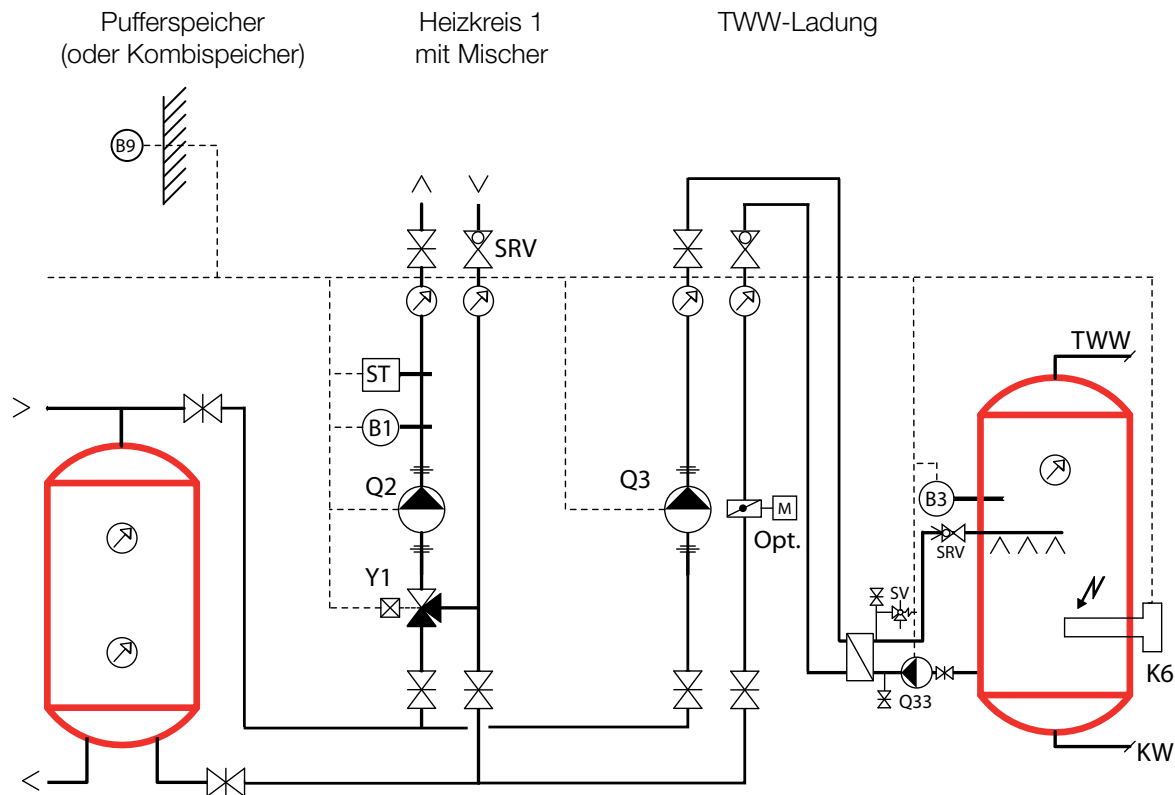 Pufferspeicher
(oder Kombispeicher)
Heizkreis 1
mit Mischer
TWW-Ladung
B9
SRV
TWW
ST
B1
Q2
Q3
M
Opt.
B3
SRV
Y1
SV
K6
Q33
KW